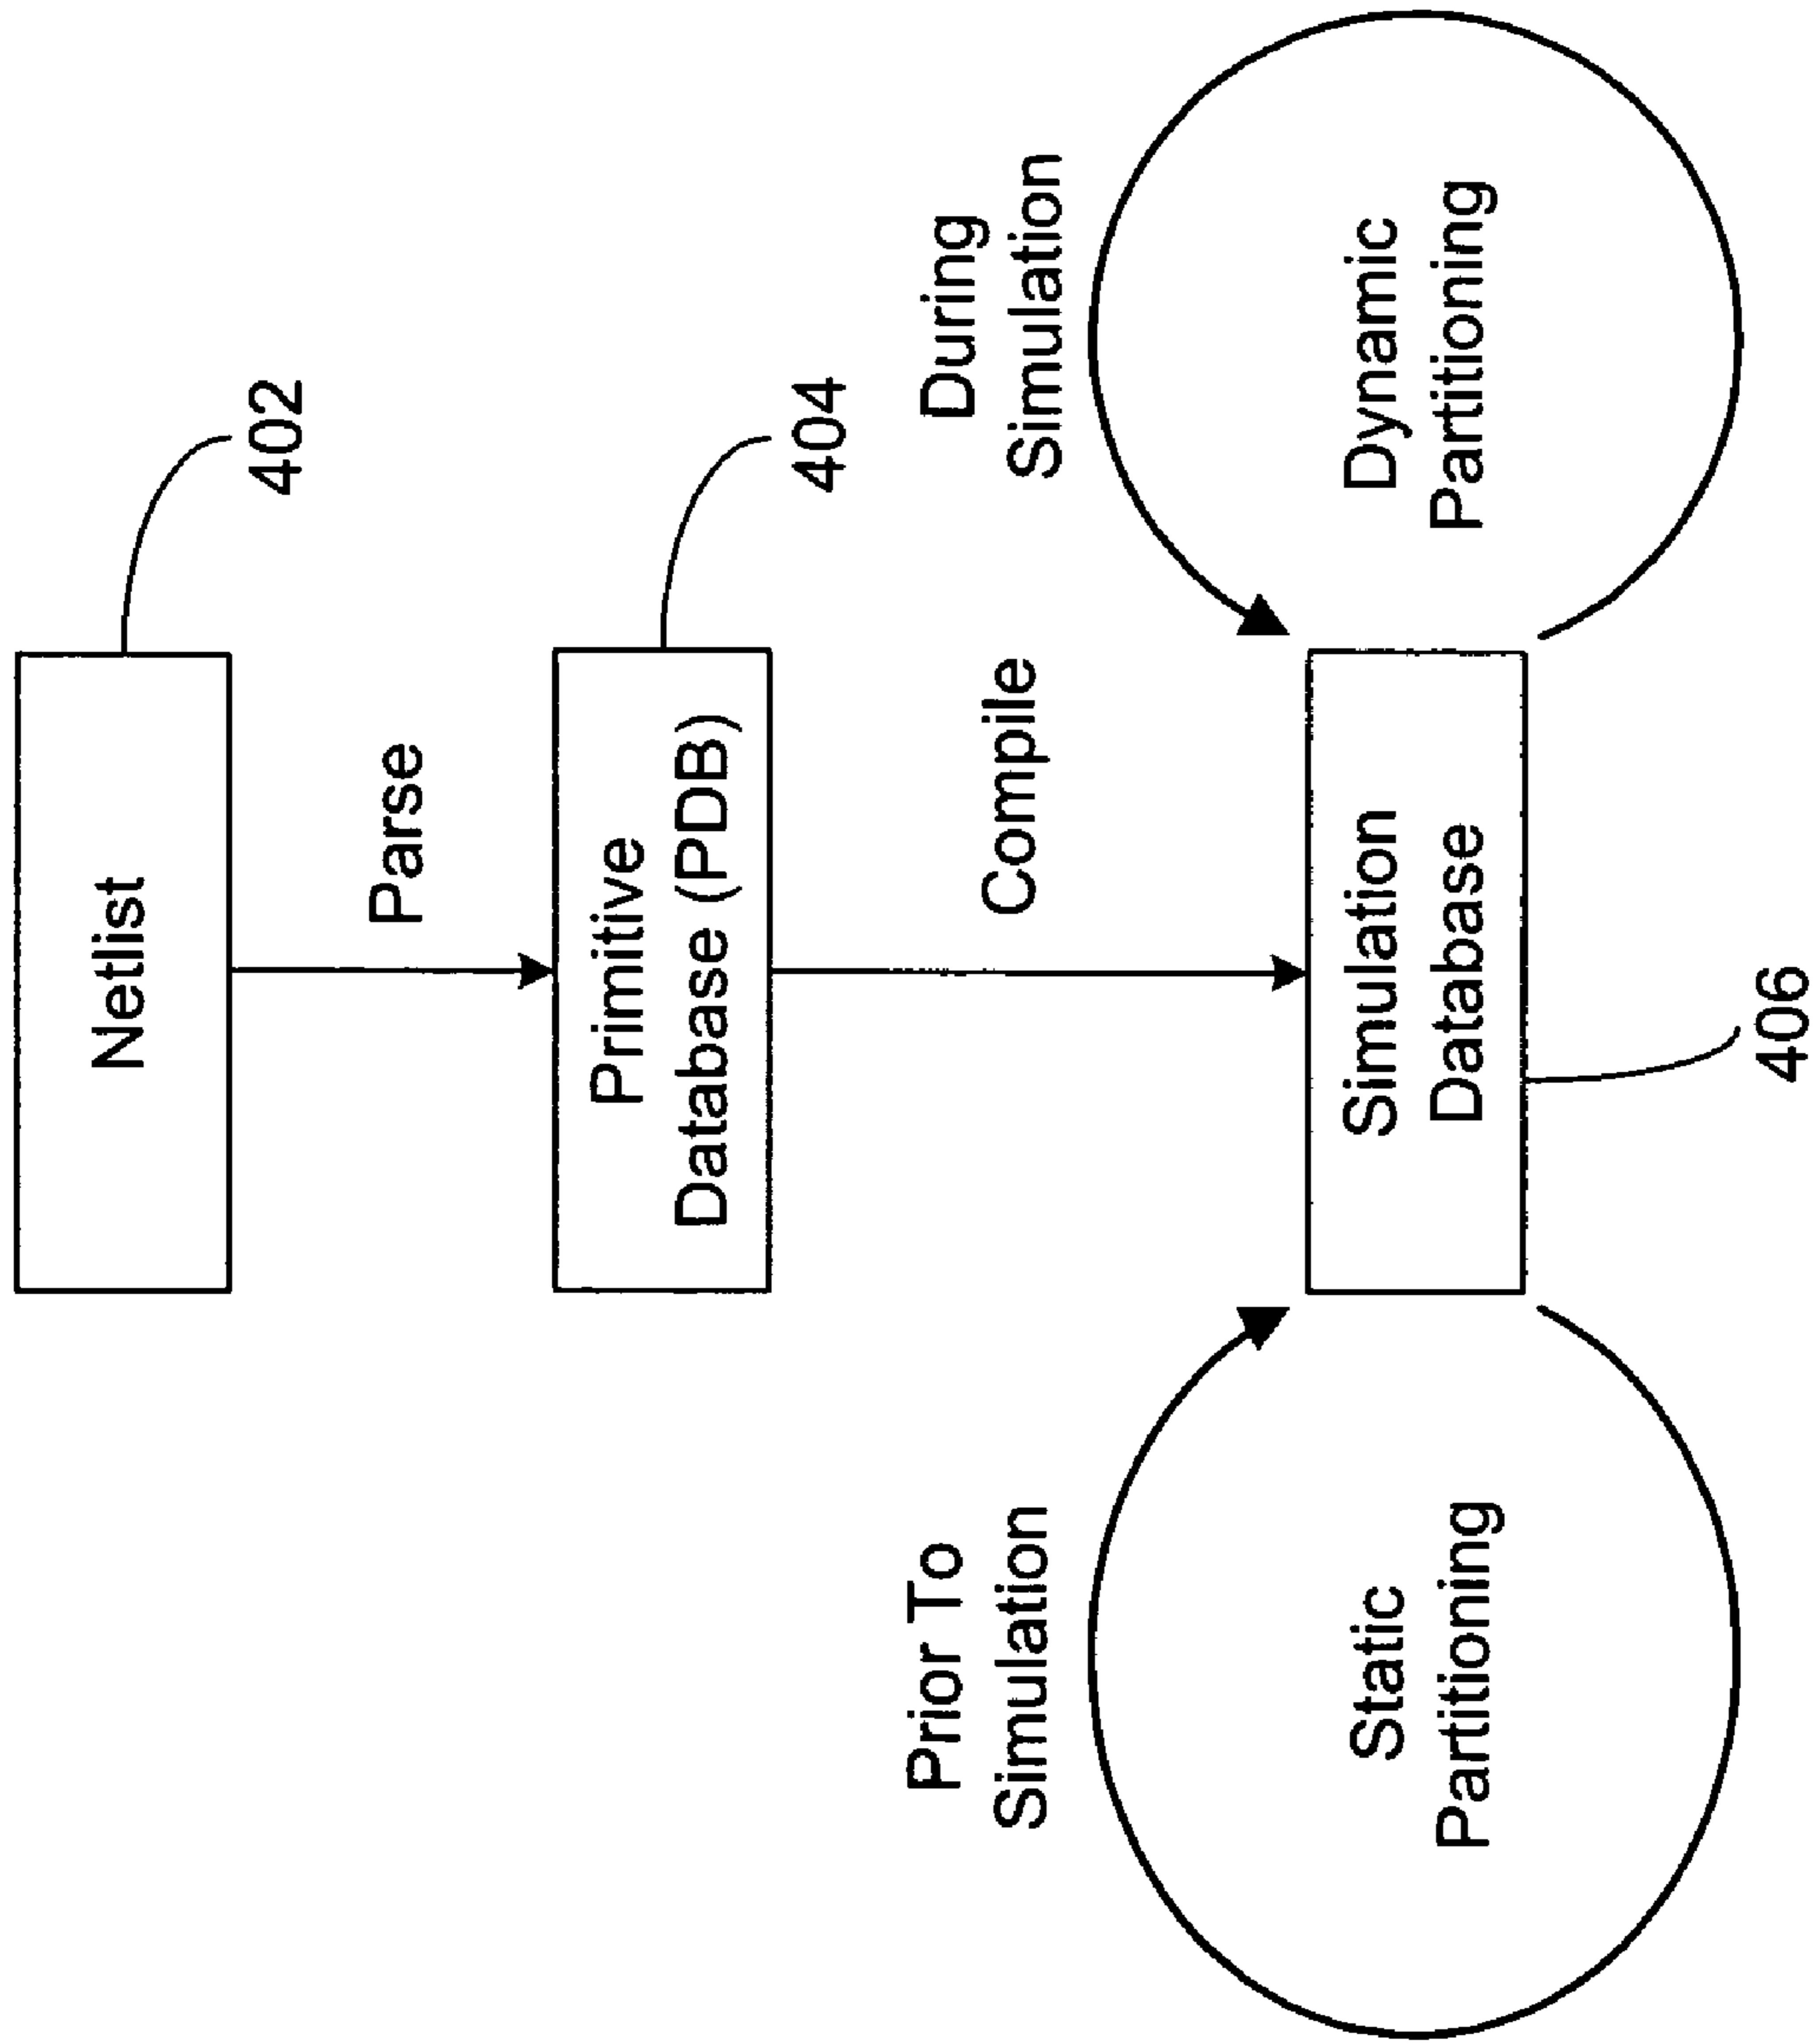 Netlist
402
Parse
Primitive
Database (PDB)
404
Compile
Prior To
Simulation
During
Simulation
Static
Partitioning
Simulation
Database
Dynamic
Partitioning
406